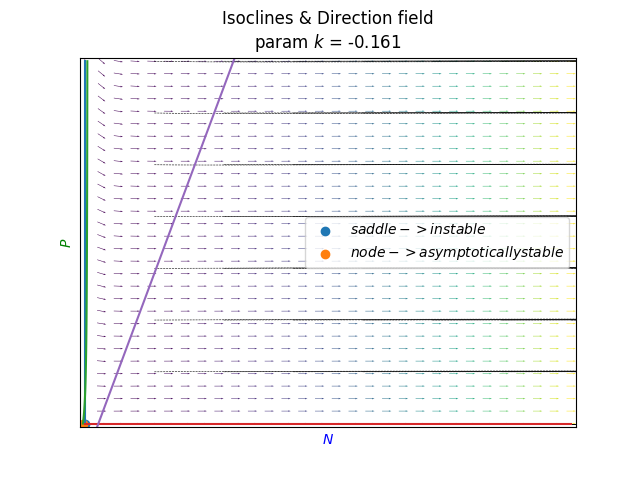 Isoclines & Direction field
param k = -0.161
P
saddle->instable
node->asymptoticallystable
N